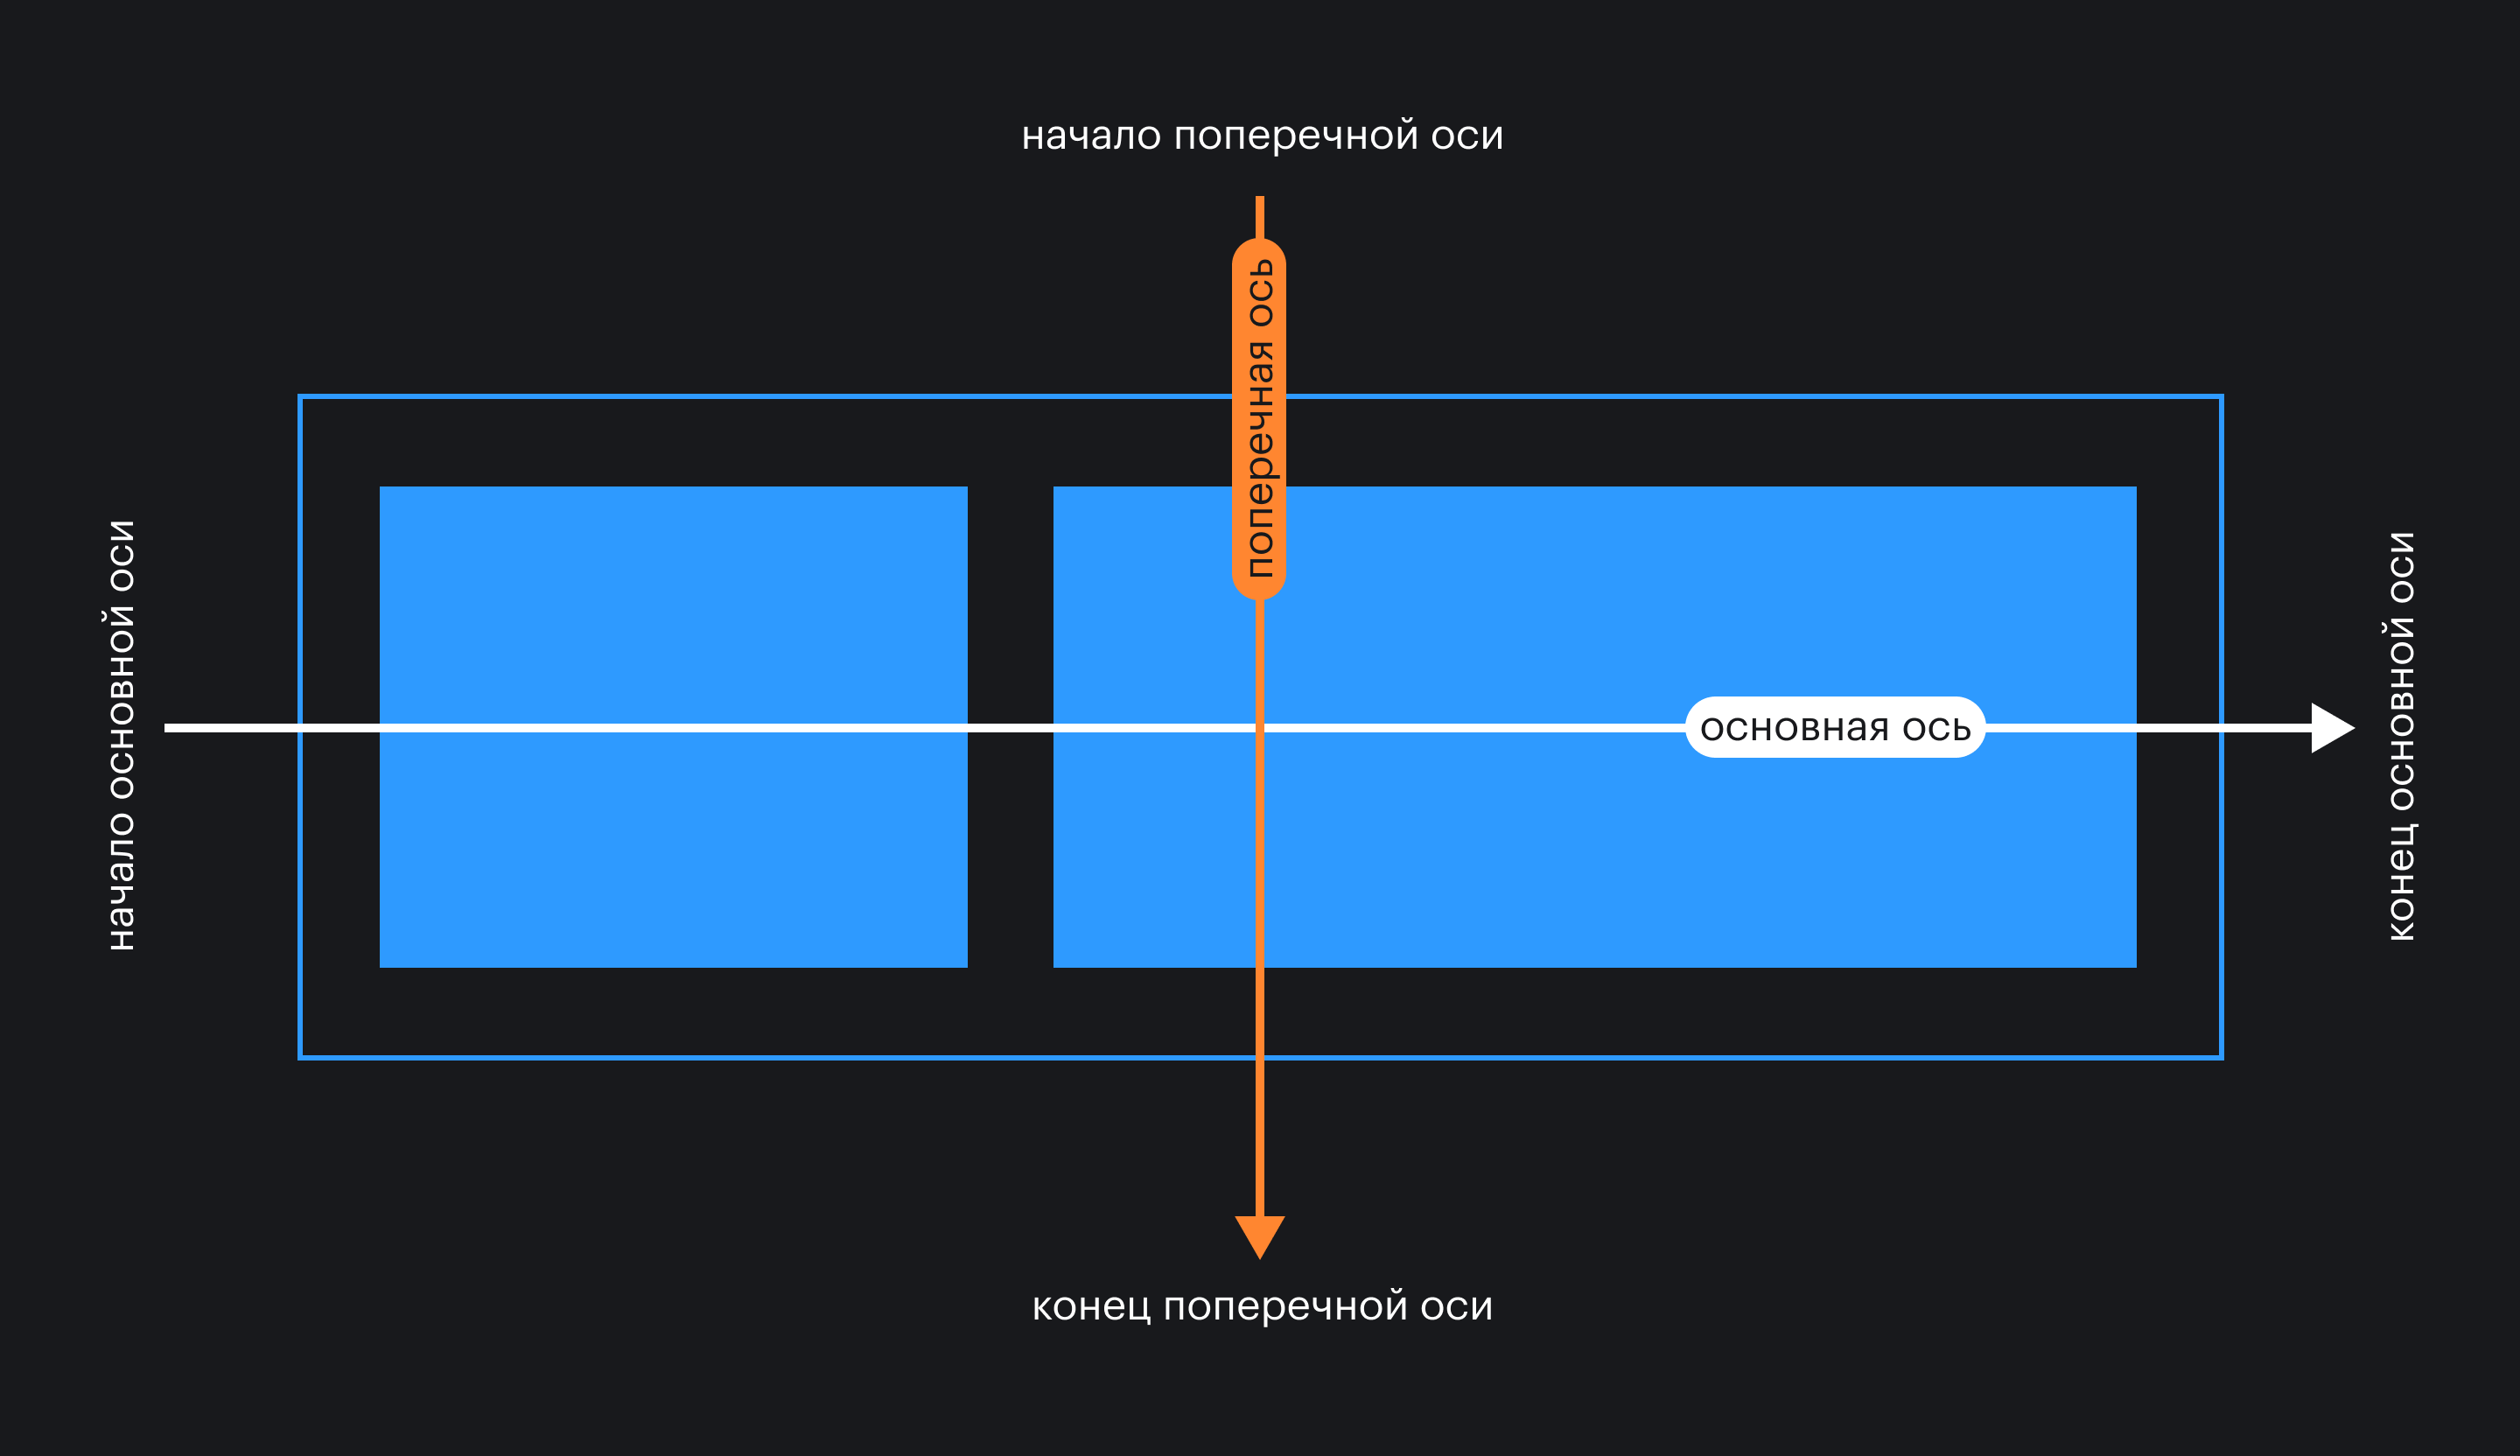 начало поперечной оси
поперечная ось
начало основной оси
основная ось
конец основной оси
конец поперечной оси